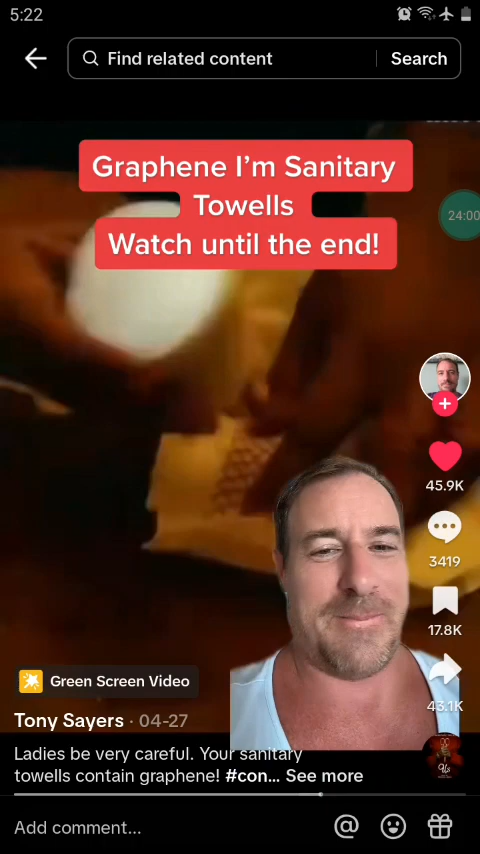 5:22
Find related content
Search
Graphene I'm Sanitary
Towells
Watch until the end!
24:00
45.9K
3419
17.8K
43.1K
Green Screen Video
Tony Sayers · 04-27
Ladies be very careful. Your sanitary
towells contain graphene! #con... See more
Add comment...